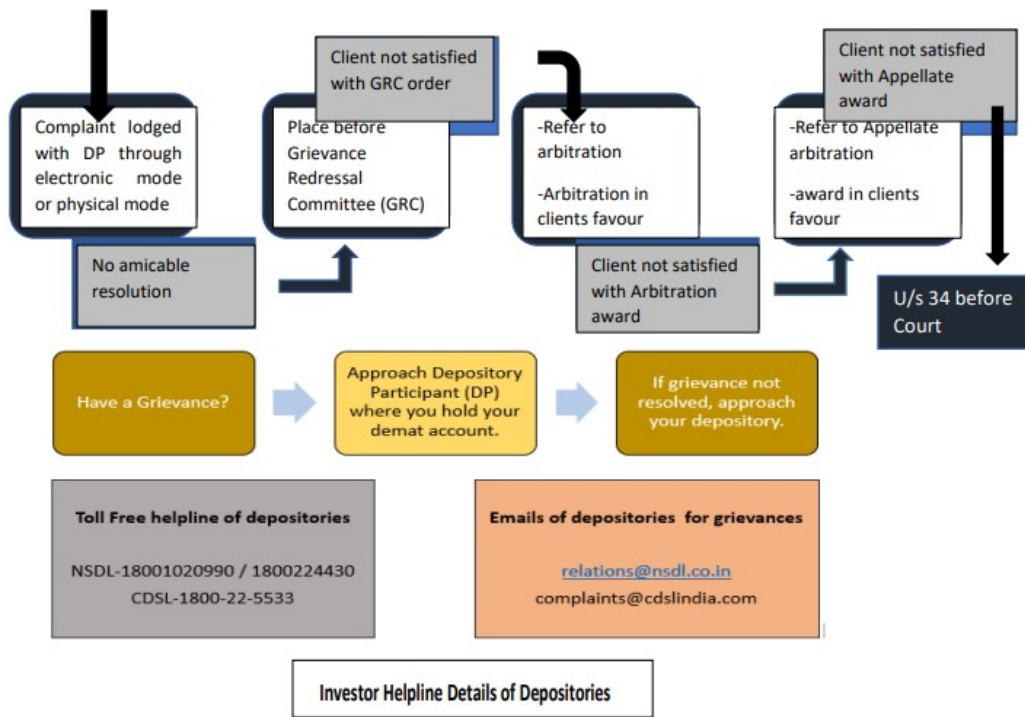 Complaint lodged
with DP through
electronic mode
or physical mode
No amicable
resolution
Place before
Grievance
Redressal
Committee (GRC)
Client not satisfied
with GRC order
-Refer to
arbitration
-Arbitration in
clients favour
Client not satisfied
with Arbitration
award
-Refer to Appellate
arbitration
-award in clients
favour
Client not satisfied
with Appellate
award
U/s 34 before
Court
Have a Grievance?
Approach Depository
Participant (DP)
where you hold your
demat account.
If grievance not
resolved, approach
your depository.
Toll Free helpline of depositories
NSDL-18001020990 / 1800224430
CDSL-1800-22-5533
Emails of depositories for grievances
relations@nsdl.co.in
complaints@cdslindia.com
Investor Helpline Details of Depositories